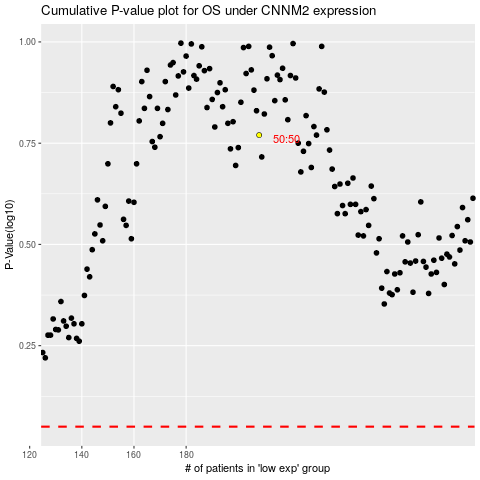 Cumulative P-value plot for OS under CNNM2 expression
1.00
0.75
0.50
0.25
50:50
P-Value(log10)
120 140 160 180
# of patients in 'low exp' group